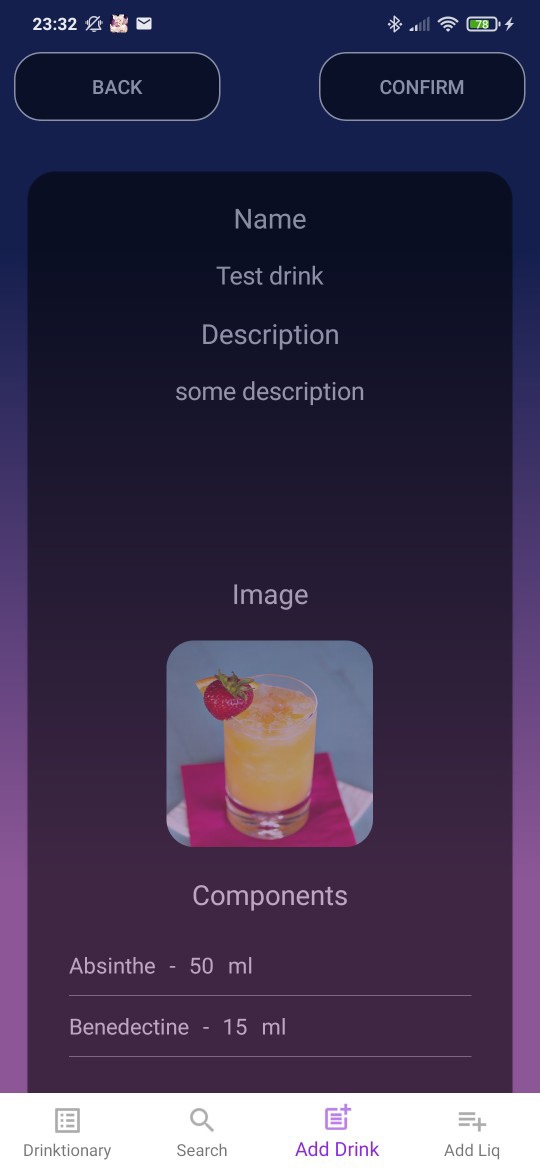 23:32 78
BACK CONFIRM
Name
Test drink
Description
some description
Image
Components
Absinthe - 50 ml
Benedectine - 15 ml
Drinktionary Search Add Drink Add Liq